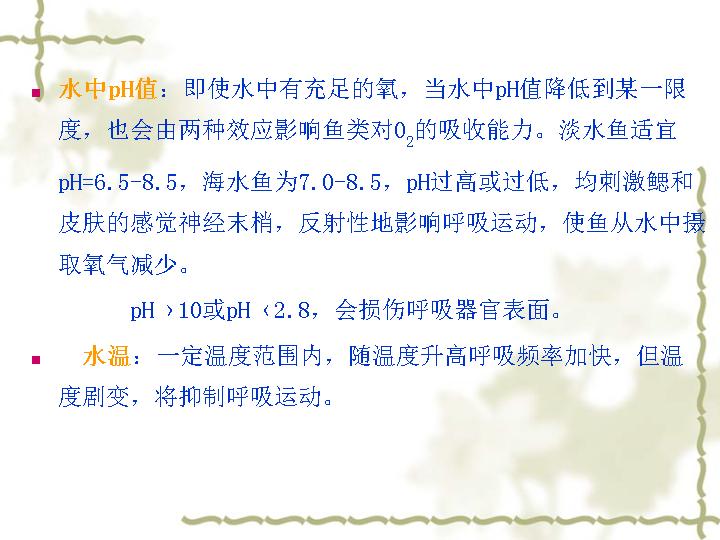 水中pH值：即使水中有充足的氧，当水中pH值降低到某一限
度，也会由两种效应影响鱼类对O2的吸收能力。淡水鱼适宜
pH=6.5-8.5，海水鱼为7.0-8.5，pH过高或过低，均刺激鳃和
皮肤的感觉神经末梢，反射性地影响呼吸运动，使鱼从水中摄
取氧气减少。
pH﹥10或pH﹤2.8，会损伤呼吸器官表面。
水温：一定温度范围内，随温度升高呼吸频率加快，但温
度剧变，将抑制呼吸运动。